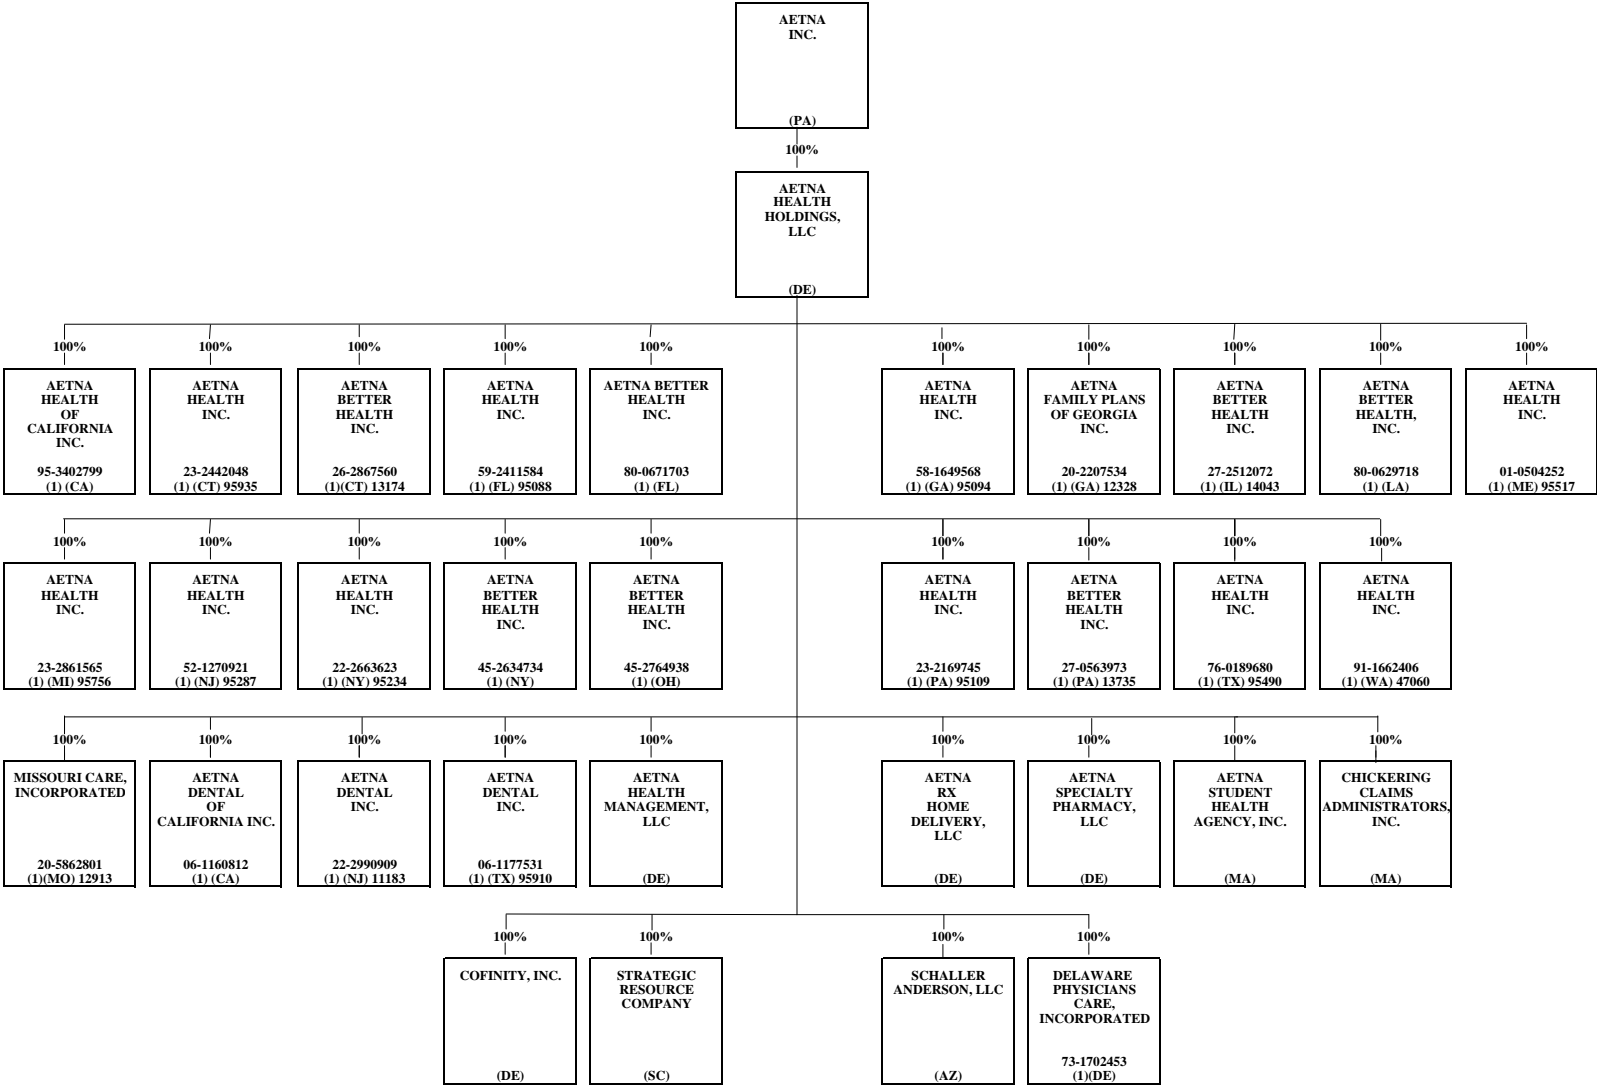 AETNA
INC.
(PA)
100%
AETNA
HEALTH
HOLDINGS,
LLC
(DE)
100%
AETNA
HEALTH
OF
CALIFORNIA
INC.
95-3402799
(1) (CA)
100%
AETNA
HEALTH
INC.
23-2442048
(1) (CT) 95935
100%
AETNA
BETTER
HEALTH
INC.
26-2867560
(1)(CT) 13174
100%
AETNA
HEALTH
INC.
59-2411584
(1) (FL) 95088
100%
AETNA BETTER
HEALTH
INC.
80-0671703
(1) (FL)
100%
AETNA
HEALTH
INC.
58-1649568
(1) (GA) 95094
100%
AETNA
FAMILY PLANS
OF GEORGIA
INC.
20-2207534
(1) (GA) 12328
100%
AETNA
BETTER
HEALTH
INC.
27-2512072
(1) (IL) 14043
100%
AETNA
BETTER
HEALTH,
INC.
80-0629718
(1) (LA)
100%
AETNA
HEALTH
INC.
01-0504252
(1) (ME) 95517
100%
AETNA
HEALTH
INC.
23-2861565
(1) (MI) 95756
100%
AETNA
HEALTH
INC.
52-1270921
(1) (NJ) 95287
100%
AETNA
HEALTH
INC.
22-2663623
(1) (NY) 95234
100%
AETNA
BETTER
HEALTH
INC.
45-2634734
(1) (NY)
100%
AETNA
BETTER
HEALTH
INC.
45-2764938
(1) (OH)
100%
AETNA
HEALTH
INC.
23-2169745
(1) (PA) 95109
100%
AETNA
BETTER
HEALTH
INC.
27-0563973
(1) (PA) 13735
100%
AETNA
HEALTH
INC.
76-0189680
(1) (TX) 95490
100%
AETNA
HEALTH
INC.
91-1662406
(1) (WA) 47060
100%
MISSOURI CARE,
INCORPORATED
20-5862801
(1)(MO) 12913
100%
AETNA
DENTAL
OF
CALIFORNIA INC.
06-1160812
(1) (CA)
100%
AETNA
DENTAL
INC.
22-2990909
(1) (NJ) 11183
100%
AETNA
DENTAL
INC.
06-1177531
(1) (TX) 95910
100%
AETNA
HEALTH
MANAGEMENT,
LLC
(DE)
100%
AETNA
RX
HOME
DELIVERY,
LLC
(DE)
100%
AETNA
SPECIALTY
PHARMACY,
LLC
(DE)
100%
AETNA
STUDENT
HEALTH
AGENCY, INC.
(MA)
100%
CHICKERING
CLAIMS
ADMINISTRATORS,
INC.
(MA)
100%
COFINITY, INC.
(DE)
100%
STRATEGIC
RESOURCE
COMPANY
(SC)
100%
SCHALLER
ANDERSON, LLC
(AZ)
100%
DELAWARE
PHYSICIANS
CARE,
INCORPORATED
73-1702453
(1)(DE)